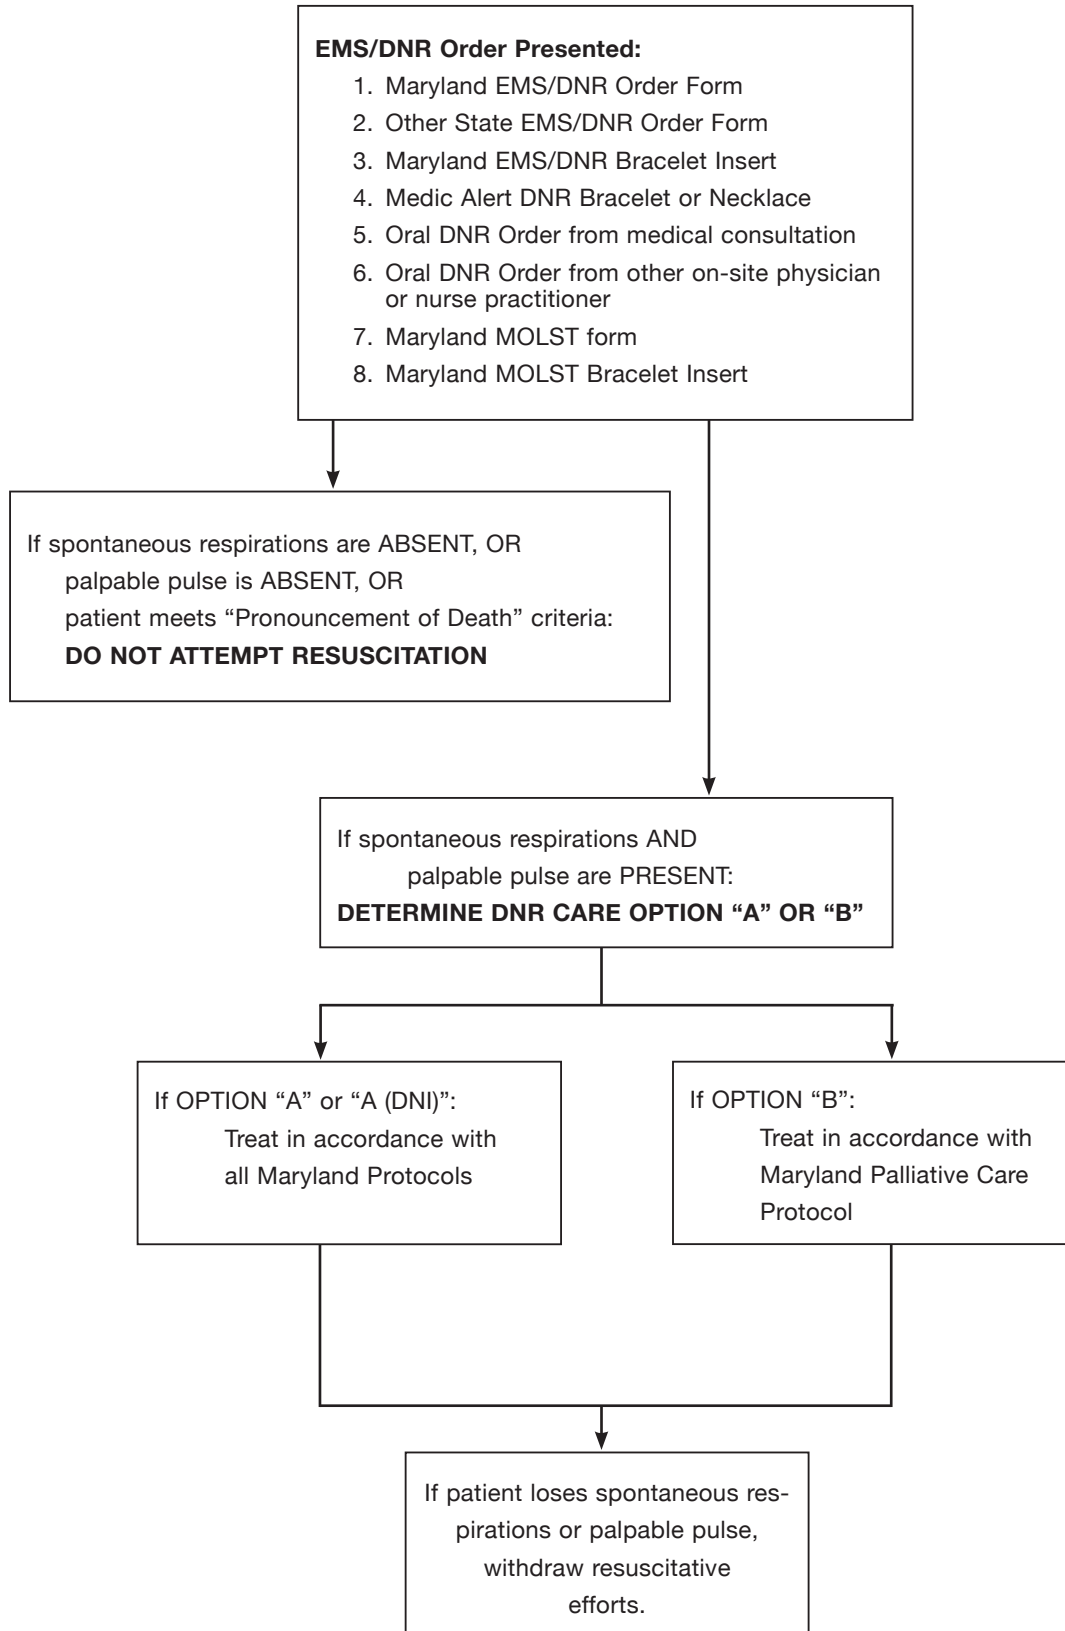 EMS/DNR Order Presented:
1. Maryland EMS/DNR Order Form
2. Other State EMS/DNR Order Form
3. Maryland EMS/DNR Bracelet Insert
4. Medic Alert DNR Bracelet or Necklace
5. Oral DNR Order from medical consultation
6. Oral DNR Order from other on-site physician
or nurse practitioner
7. Maryland MOLST form
8. Maryland MOLST Bracelet Insert
If spontaneous respirations are ABSENT, OR
palpable pulse is ABSENT, OR
patient meets “Pronouncement of Death” criteria:
DO NOT ATTEMPT RESUSCITATION
If spontaneous respirations AND
palpable pulse are PRESENT:
DETERMINE DNR CARE OPTION “A” OR “B”
If OPTION “A” or “A (DNI)”:
Treat in accordance with
all Maryland Protocols
If OPTION “B”:
Treat in accordance with
Maryland Palliative Care
Protocol
If patient loses spontaneous res-
pirations or palpable pulse,
withdraw resuscitative
efforts.